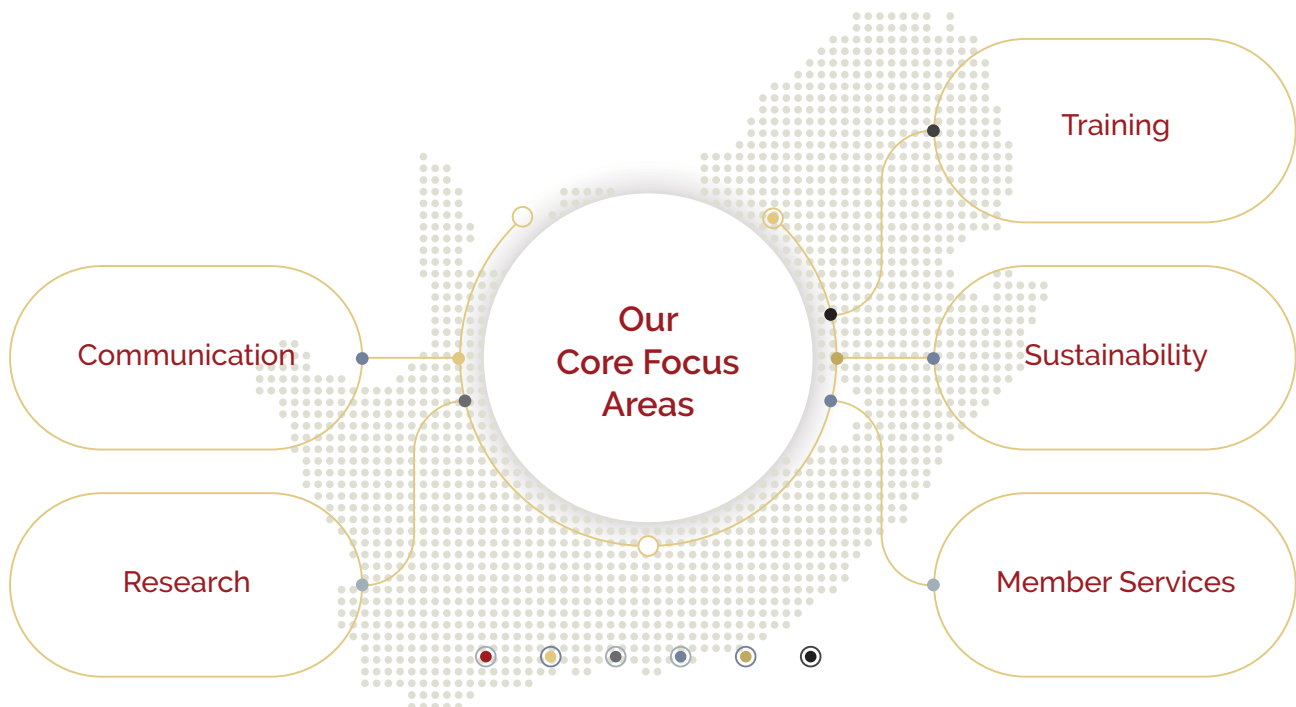 Training
Our
Core Focus
Areas
Communication
Sustainability
Research
Member Services